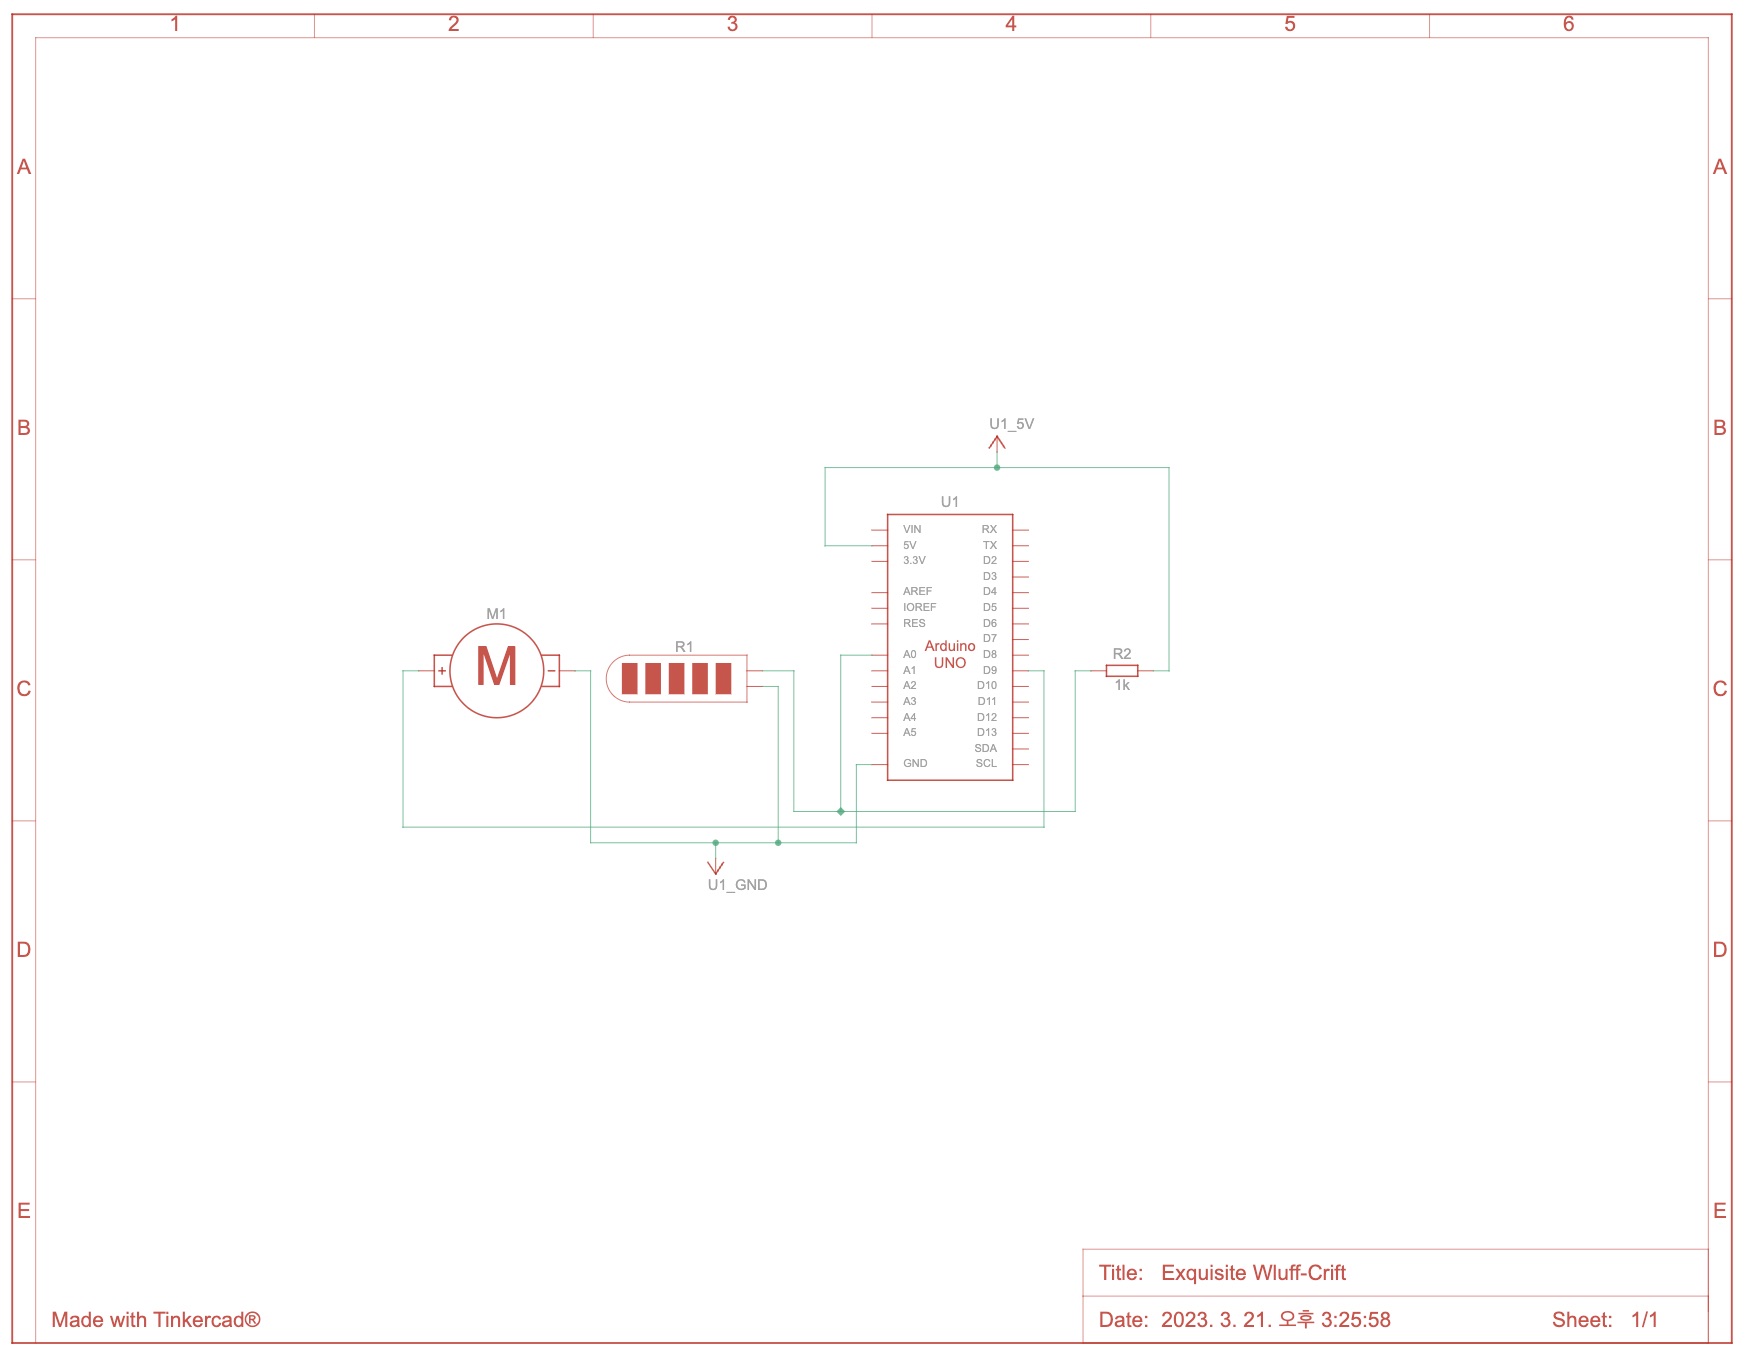 1 2 3 4 5 6
A A
B B
C C
D D
E E
U1_5V
U1
VIN RX
5V TX
3.3V D2
D3
AREF D4
IOREF D5
RES D6
D7
A0 D8
A1 D9
A2 D10
A3 D11
A4 D12
A5 D13
SDA
GND SCL
Arduino
UNO
M1
+ M -
R1
R2
1k
U1_GND
Title: Exquisite Wluff-Crift
Date: 2023. 3. 21. 오후 3:25:58 Sheet: 1/1
Made with Tinkercad®